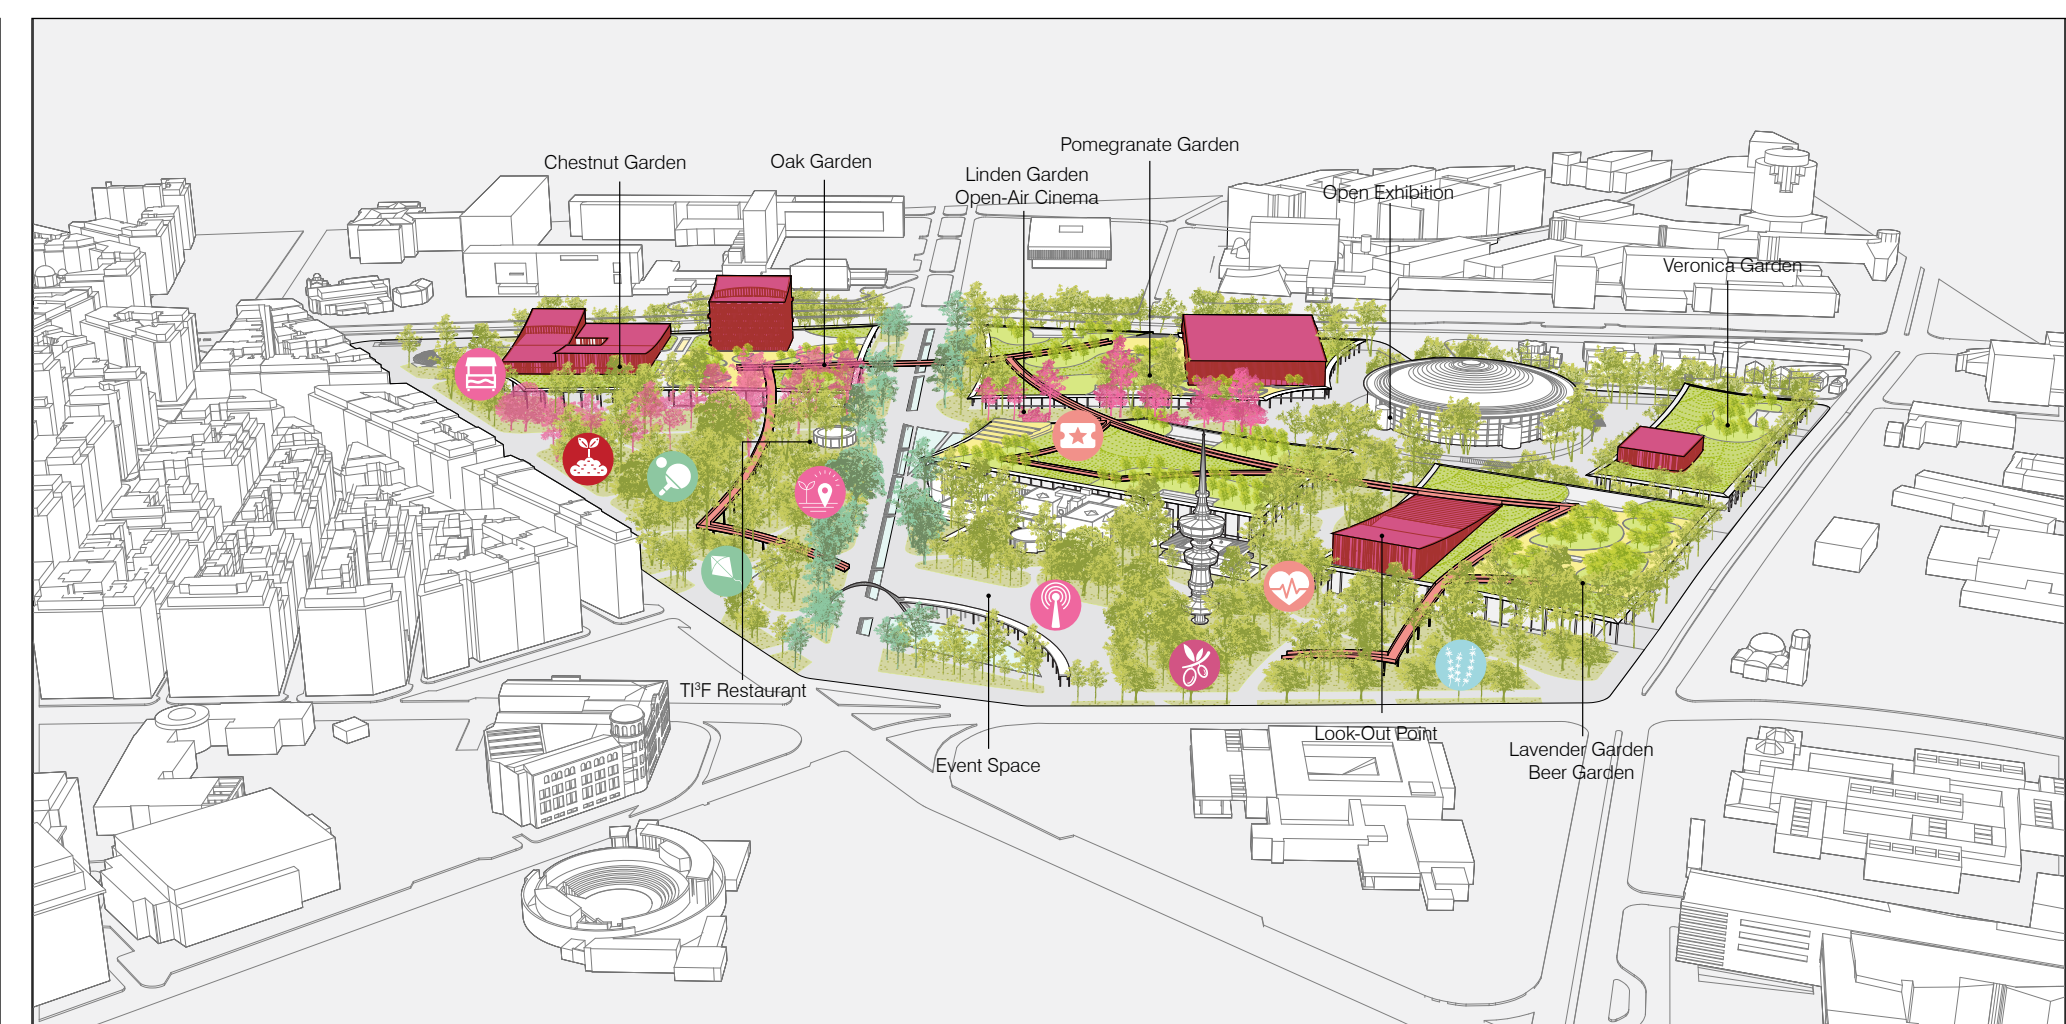 Pomegranate Garden
Chestnut Garden
Oak Garden
Linden Garden
Open-Air Cinema
Open Exhibition
Veronica Garden
TI³F Restaurant
Look-Out Point
Lavender Garden
Beer Garden
Event Space